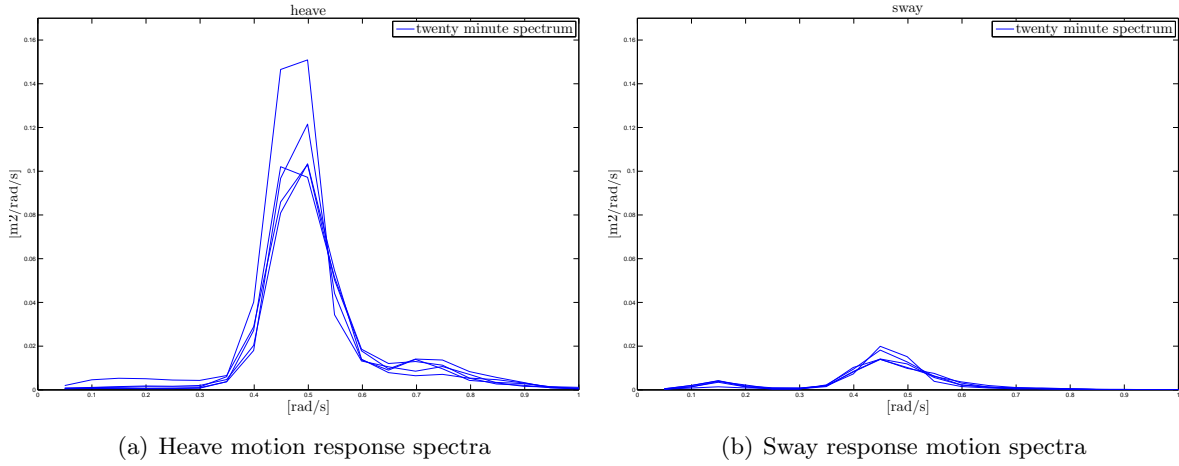 heave
twenty minute spectrum
0.16
0.14
0.12
0.1
0.08
0.06
0.04
0.02
0
[m2/rad/s]
0 0.1 0.2 0.3 0.4 0.5 0.6 0.7 0.8 0.9 1
[rad/s]
(a) Heave motion response spectra
sway
twenty minute spectrum
0.16
0.14
0.12
0.1
0.08
0.06
0.04
0.02
0
[m2/rad/s]
0 0.1 0.2 0.3 0.4 0.5 0.6 0.7 0.8 0.9 1
[rad/s]
(b) Sway response motion spectra